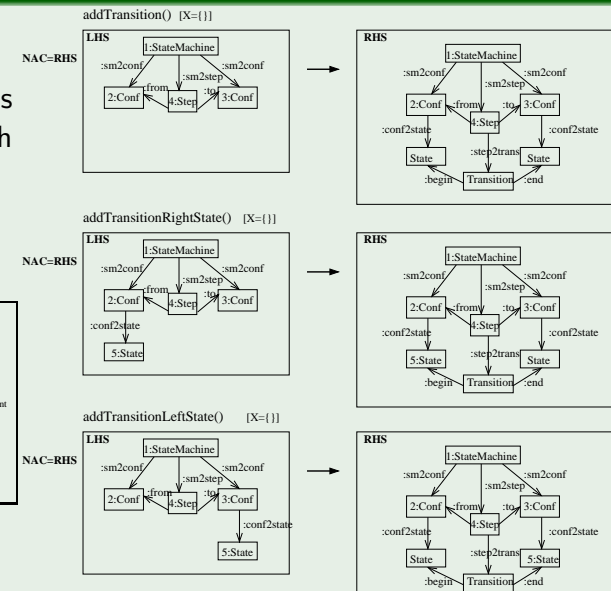 addTransition() [X={}]
NAC=RHS
LHS
1:StateMachine
:sm2conf :sm2conf
:sm2step
2:Conf :from 4:Step :to 3:Conf
RHS
1:StateMachine
:sm2conf :sm2conf
:sm2step
2:Conf :from :to 3:Conf
4:Step
:conf2state :conf2state
State :step2trans State
:begin Transition :end
s
h
addTransitionRightState() [X={}]
NAC=RHS
LHS
1:StateMachine
:sm2conf :sm2conf
:sm2step
2:Conf :from 4:Step :to 3:Conf
:conf2state
5:State
RHS
1:StateMachine
:sm2conf :sm2conf
:sm2step
2:Conf :from :to 3:Conf
4:Step
:conf2state :conf2state
5:State :step2trans State
:begin Transition :end
nt
addTransitionLeftState() [X={}]
NAC=RHS
LHS
1:StateMachine
:sm2conf :sm2conf
:sm2step
2:Conf :from 4:Step :to 3:Conf
:conf2state
5:State
RHS
1:StateMachine
:sm2conf :sm2conf
:sm2step
2:Conf :from :to 3:Conf
4:Step
:conf2state :conf2state
State :step2trans 5:State
:begin Transition :end